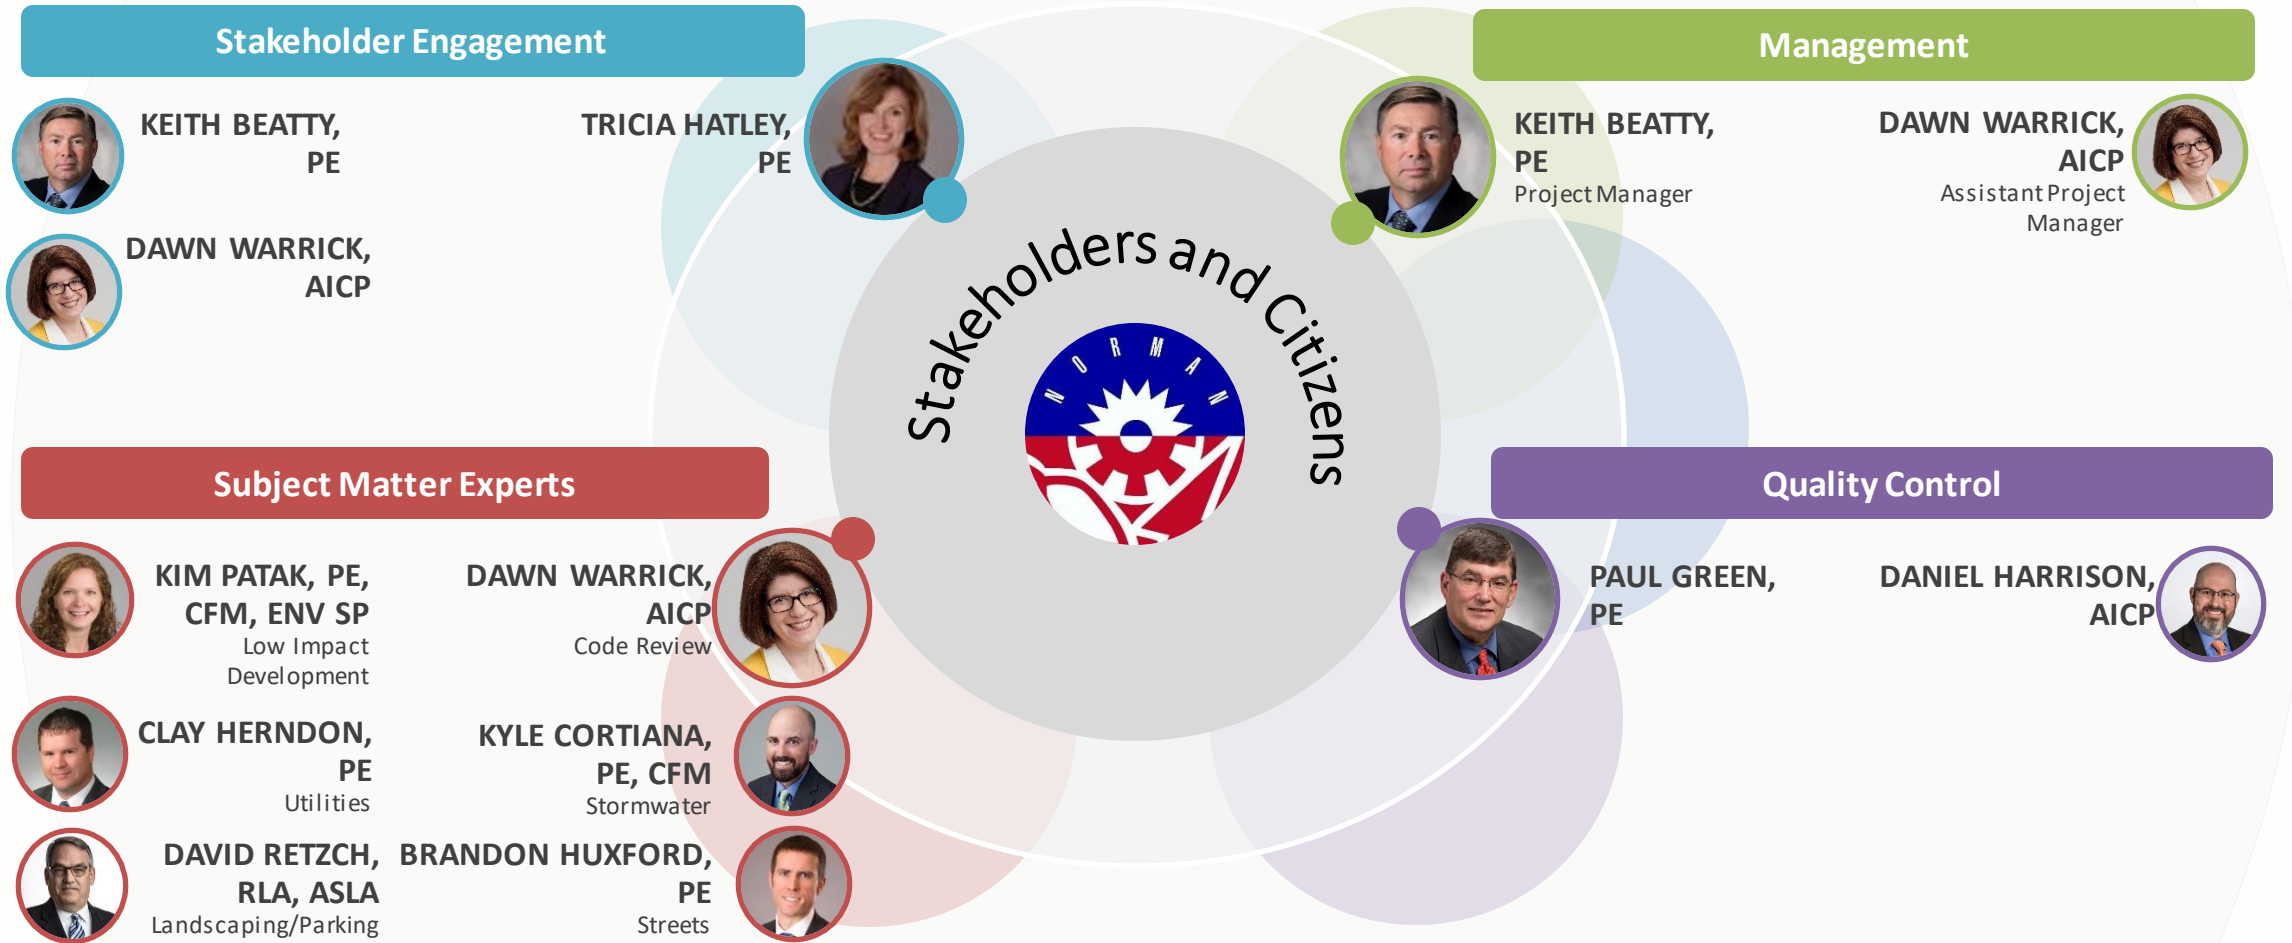 Stakeholder Engagement
KEITH BEATTY,
PE
TRICIA HATLEY,
PE
DAWN WARRICK,
AICP
Management
KEITH BEATTY,
PE
Project Manager
DAWN WARRICK,
AICP
Assistant Project
Manager
Stakeholders and Citizens
NORMAN
Subject Matter Experts
KIM PATAK, PE,
CFM, ENV SP
Low Impact
Development
DAWN WARRICK,
AICP
Code Review
CLAY HERNDON,
PE
Utilities
KYLE CORTIANA,
PE, CFM
Stormwater
DAVID RETZCH,
RLA, ASLA
Landscaping/Parking
BRANDON HUXFORD,
PE
Streets
Quality Control
PAUL GREEN,
PE
DANIEL HARRISON,
AICP